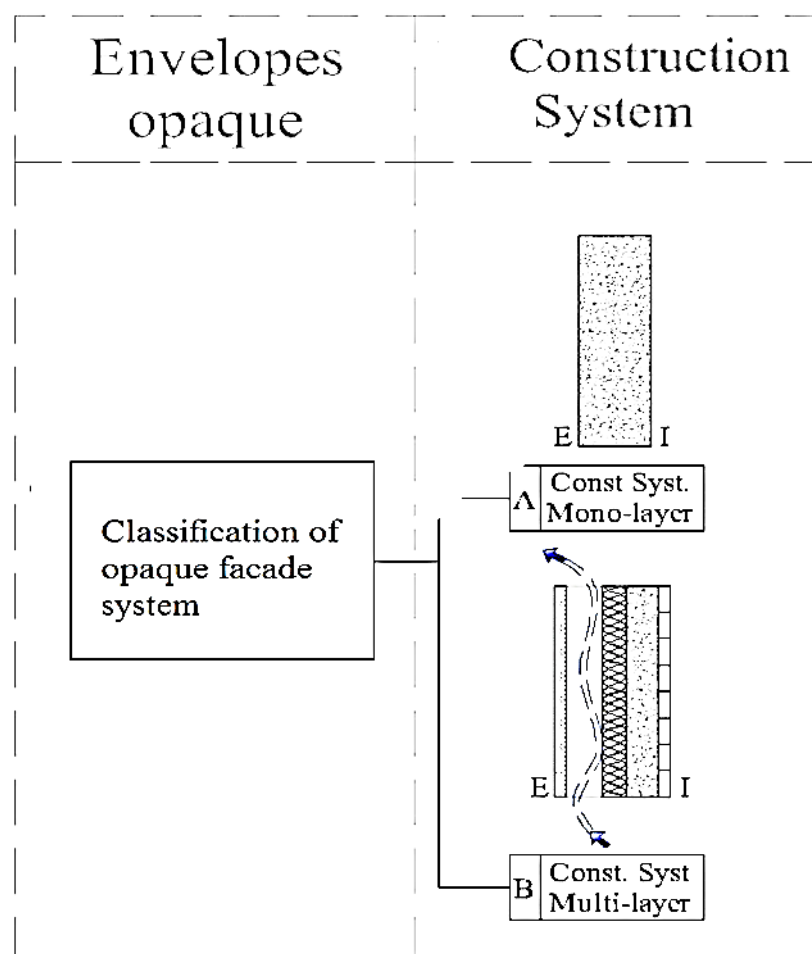 Envelopes
opaque
Construction
System
E I
Classification of
opaque facade
system
A Const Syst.
Mono-layer
E I
B Const. Syst
Multi-layer